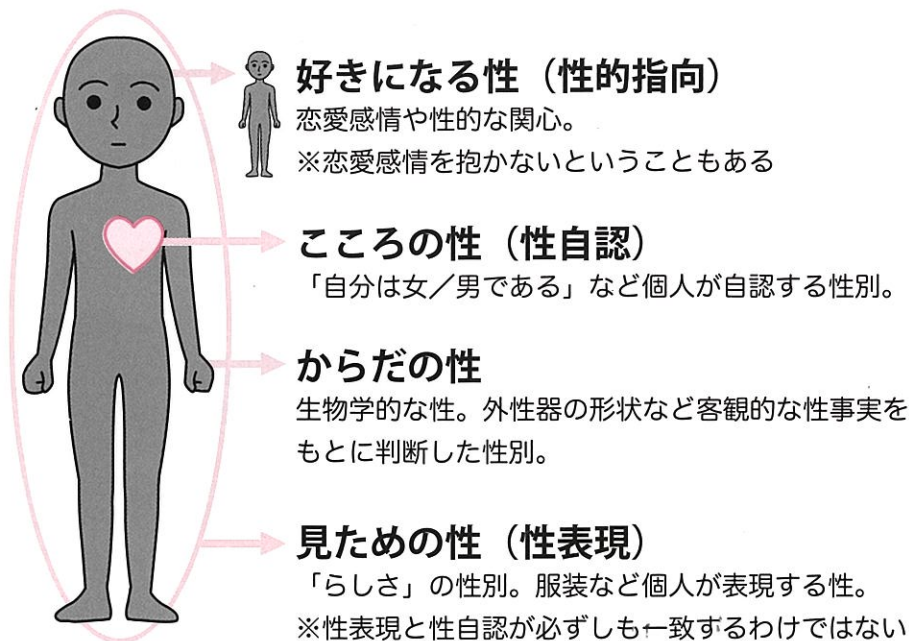 好きになる性（性的指向）
恋愛感情や性的な関心。
※恋愛感情を抱かないということもある
こころの性（性自認）
「自分は女／男である」など個人が自認する性別。
からだの性
生物学的な性。外性器の形状など客観的な性事実を
もとに判断した性別。
見ための性（性表現）
「らしさ」の性別。服装など個人が表現する性。
※性表現と性自認が必ずしも一致するわけではない